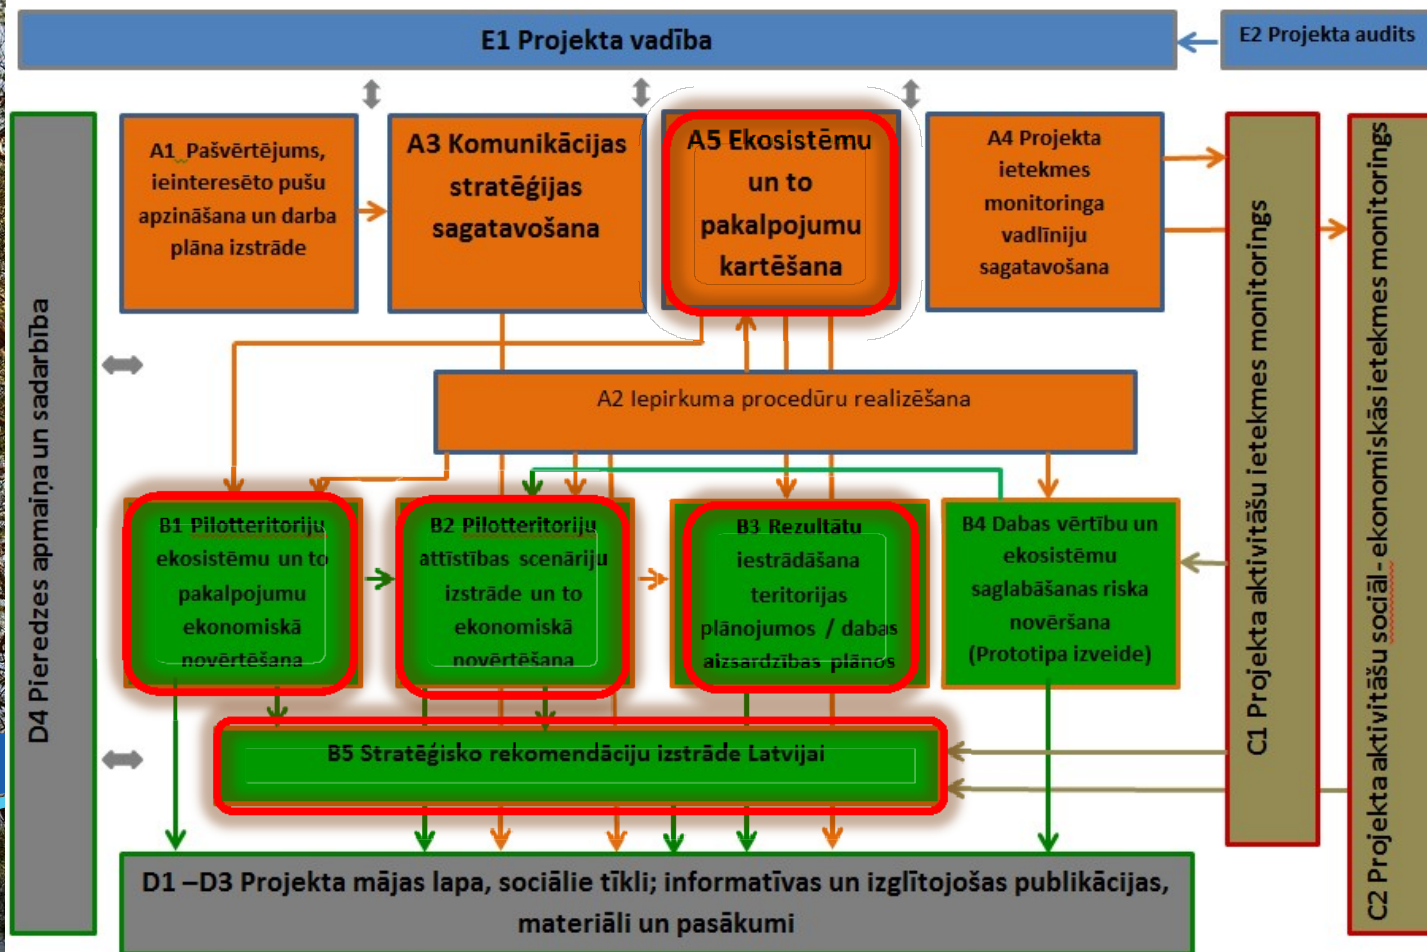 E1 Projekta vadība
E2 Projekta audits
A1 Pašvērtējums,
ieinteresēto pušu
apzināšana un darba
plāna izstrāde
A3 Komunikācijas
stratēģijas
sagatavošana
A5 Ekosistēmu
un to
pakalpojumu
kartēšana
A4 Projekta
ietekmes
monitoringa
vadlīniju
sagatavošana
A2 Iepirkuma procedūru realizēšana
B1 Pilotteritoriju
ekosistēmu un to
pakalpojumu
ekonomiskā
novērtēšana
B2 Pilotteritoriju
attīstības scenāriju
izstrāde un to
ekonomiskā
novērtēšana
B3 Rezultātu
iestrādāšana
teritorijas
plānojumos / dabas
aizsardzības plānos
B4 Dabas vērtību un
ekosistēmu
saglabāšanas riska
novēršana
(Prototipa izveide)
B5 Stratēģisko rekomendāciju izstrāde Latvijai
D1 –D3 Projekta mājas lapa, sociālie tīkli; informatīvas un izglītojošas publikācijas,
materiāli un pasākumi
D4 Pieredzes apmaiņa un sadarbība
C1 Projekta aktivitāšu ietekmes monitorings
C2 Projekta aktivitāšu sociāl- ekonomiskās ietekmes monitorings